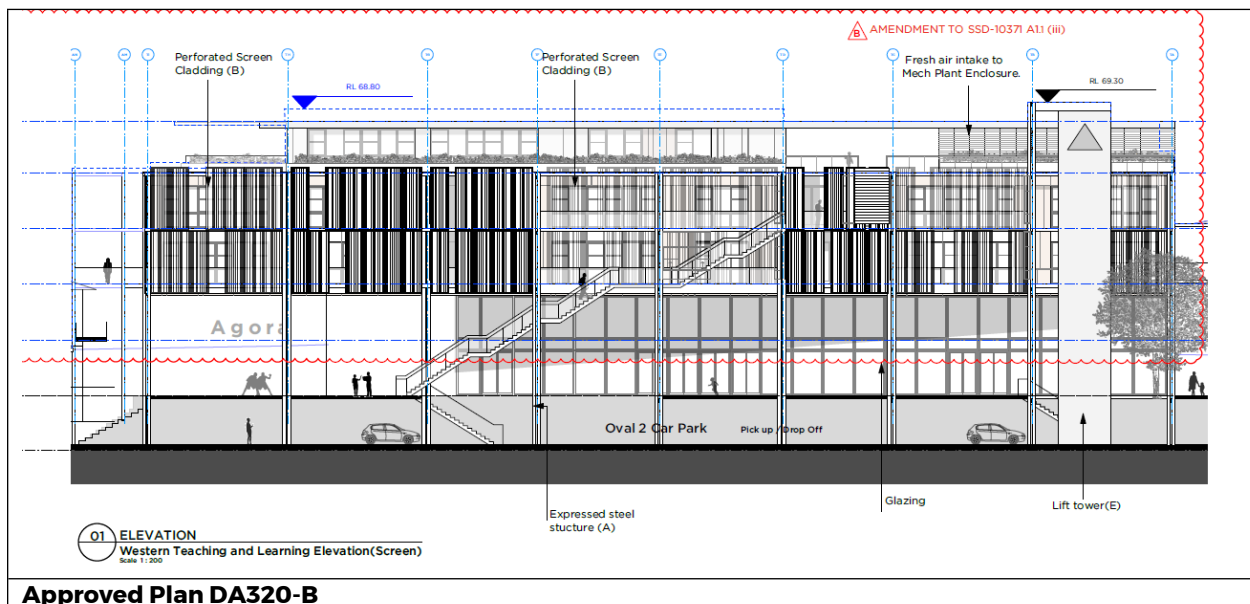 B AMENDMENT TO SSD-10371 A1.1 (iii)
Perforated Screen
Cladding (B)
Perforated Screen
Cladding (B)
Fresh air intake to
Mech Plant Enclosure.
RL 68.80
RL 69.30
Agora
Oval 2 Car Park
Pick up / Drop Off
Expressed steel
stucture (A)
Glazing
Lift tower(E)
01 ELEVATION
Western Teaching and Learning Elevation(Screen)
Scale 1 : 200
Approved Plan DA320-B